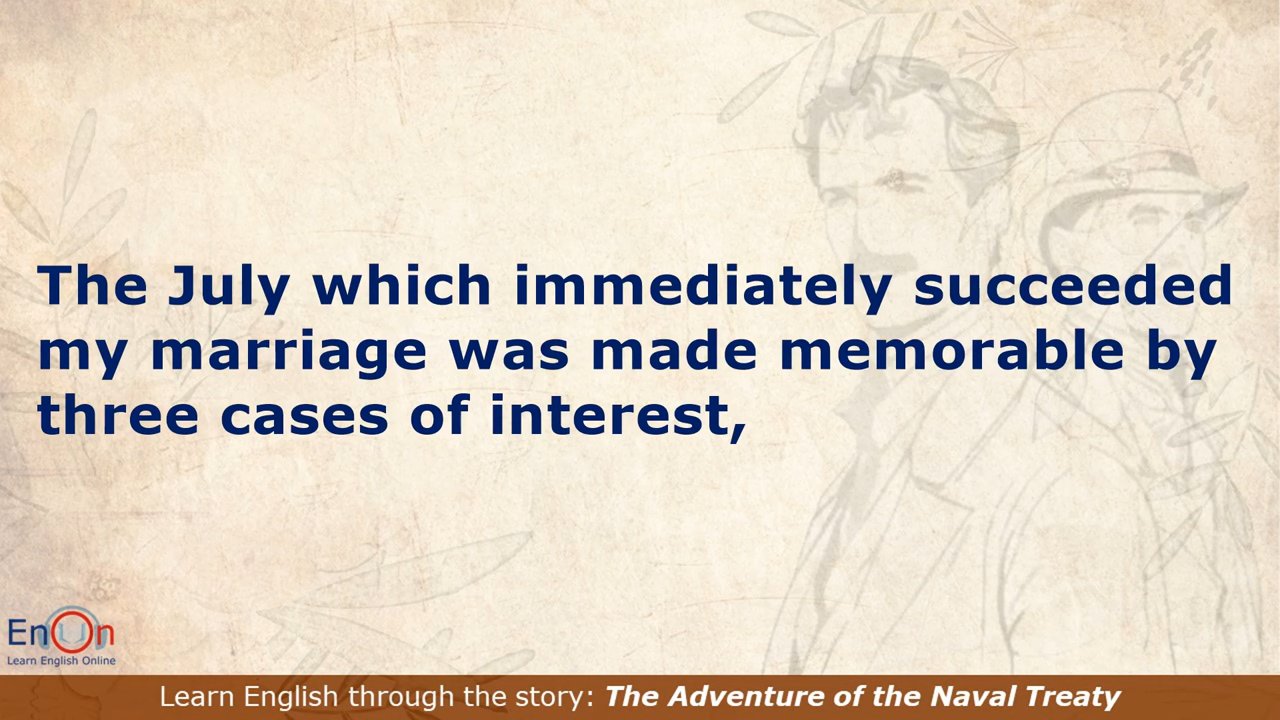 The July which immediately succeeded
my marriage was made memorable by
three cases of interest,
EnOn
Learn English Online
Learn English through the story: The Adventure of the Naval Treaty